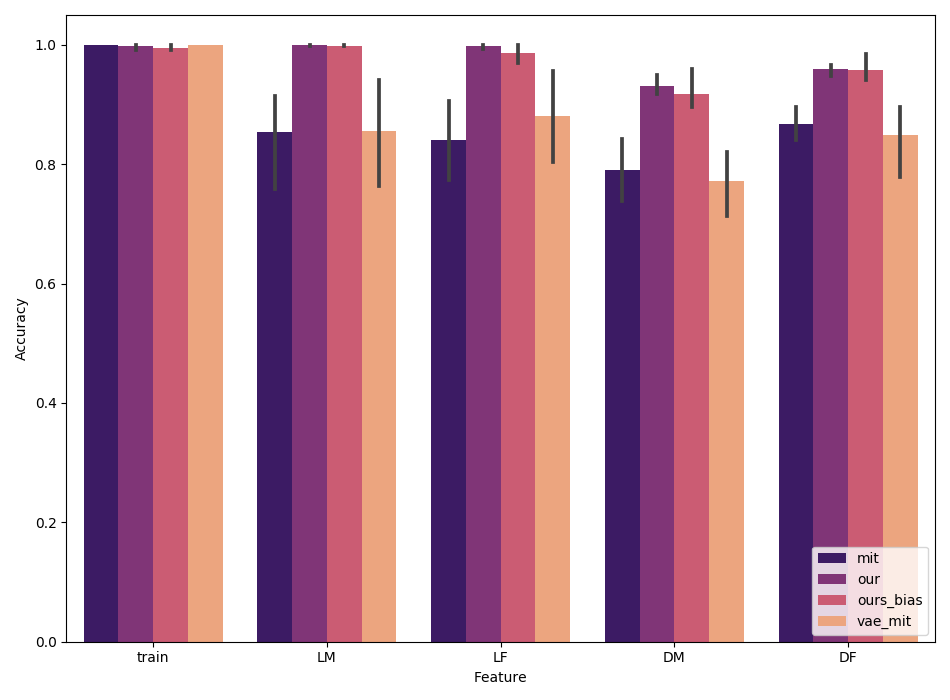 1.0
0.8
0.6
0.4
0.2
0.0
Accuracy
train LM LF DM DF
Feature
mit
our
ours_bias
vae_mit